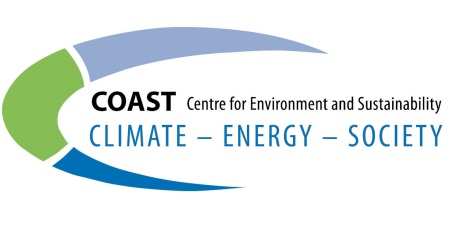 COAST Centre for Environment and Sustainability
CLIMATE – ENERGY – SOCIETY